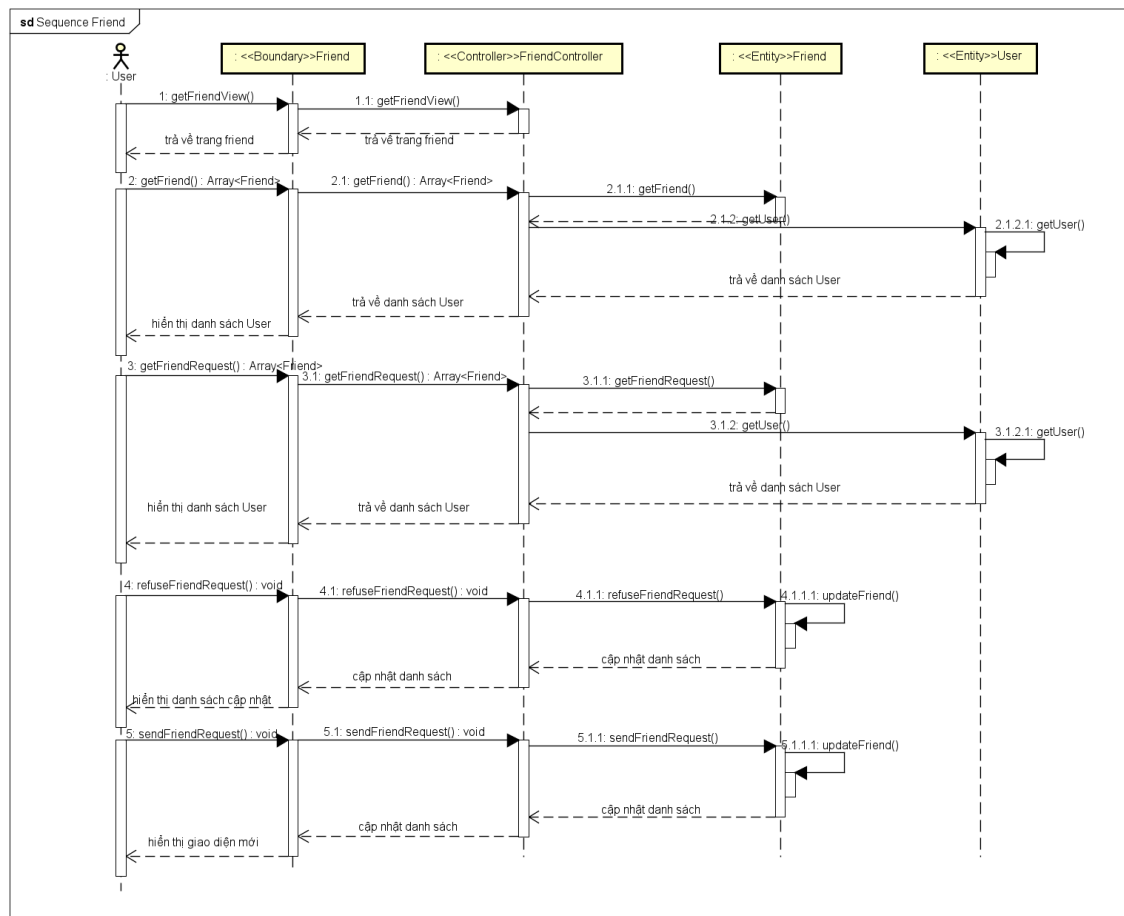 sd Sequence Friend
: User
: <<Boundary>>Friend
: <<Controller>>FriendController
: <<Entity>>Friend
: <<Entity>>User
1: getFriendView()
1.1: getFriendView()
trả về trang friend
trả về trang friend
2: getFriend() : Array<Friend>
2.1: getFriend() : Array<Friend>
2.1.1: getFriend()
2.1.2: getUser()
2.1.2.1: getUser()
trả về danh sách User
trả về danh sách User
hiển thị danh sách User
3: getFriendRequest() : Array<Friend>
3.1: getFriendRequest() : Array<Friend>
3.1.1: getFriendRequest()
3.1.2: getUser()
3.1.2.1: getUser()
trả về danh sách User
trả về danh sách User
hiển thị danh sách User
4: refuseFriendRequest() : void
4.1: refuseFriendRequest() : void
4.1.1: refuseFriendRequest()
4.1.1.1: updateFriend()
cập nhật danh sách
cập nhật danh sách
hiển thị danh sách cập nhật
5: sendFriendRequest() : void
5.1: sendFriendRequest() : void
5.1.1: sendFriendRequest()
5.1.1.1: updateFriend()
cập nhật danh sách
cập nhật danh sách
hiển thị giao diện mới